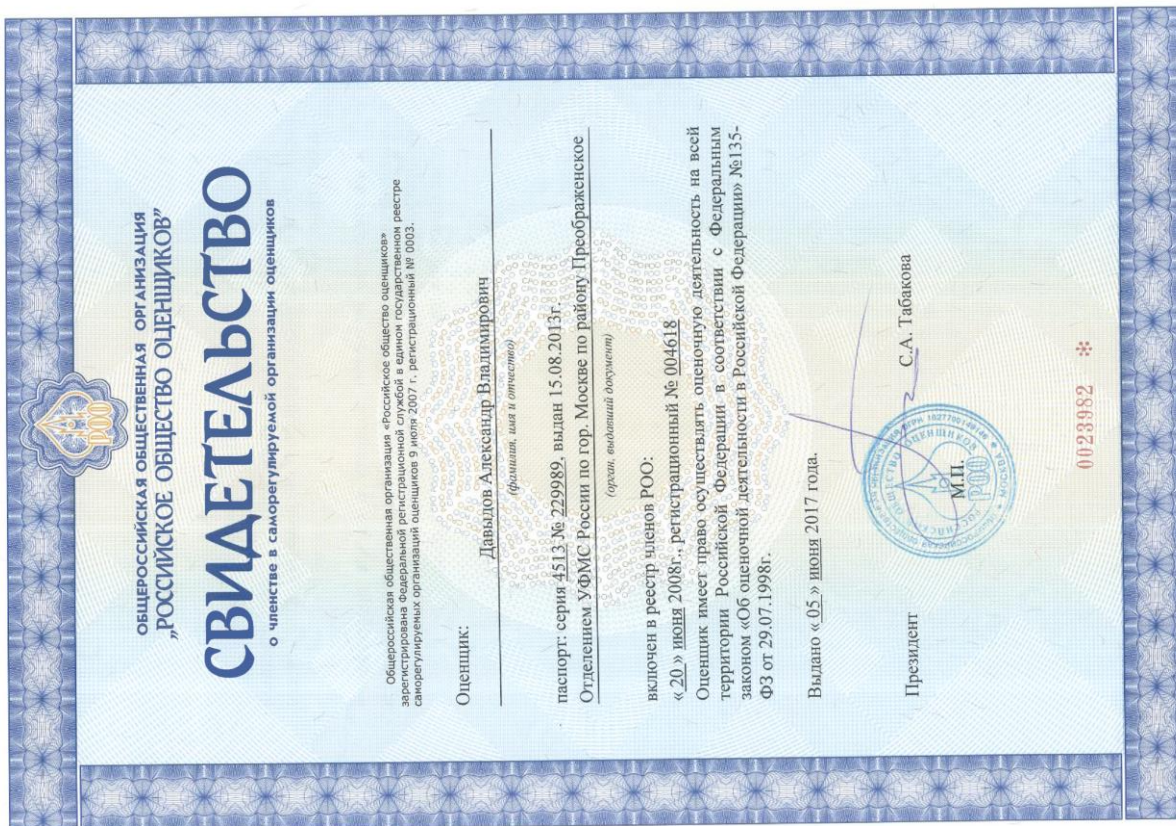 РОО
ОБЩЕРОССИЙСКАЯ ОБЩЕСТВЕННАЯ ОРГАНИЗАЦИЯ
„РОССИЙСКОЕ ОБЩЕСТВО ОЦЕНЩИКОВ”
СВИДЕТЕЛЬСТВО
о членстве в саморегулируемой организации оценщиков
Общероссийская общественная организация «Российское общество оценщиков»
зарегистрирована Федеральной регистрационной службой в едином государственном реестре
саморегулируемых организаций оценщиков 9 июля 2007 г. регистрационный № 0003.
Оценщик:
Давыдов Александр Владимирович
(фамилия, имя и отчество)
паспорт: серия 4513 № 229989, выдан 15.08.2013г.
Отделением УФМС России по гор. Москве по району Преображенское
(орган, выдавший документ)
включен в реестр членов РОО:
« 20 » июня 2008г., регистрационный № 004618
Оценщик имеет право осуществлять оценочную деятельность на всей
территории Российской Федерации в соответствии с Федеральным
законом «Об оценочной деятельности в Российской Федерации» №135-
ФЗ от 29.07.1998г.
Выдано « 05 » июня 2017 года.
Президент
С.А. Табакова
М.П.
РОО
0023982 *